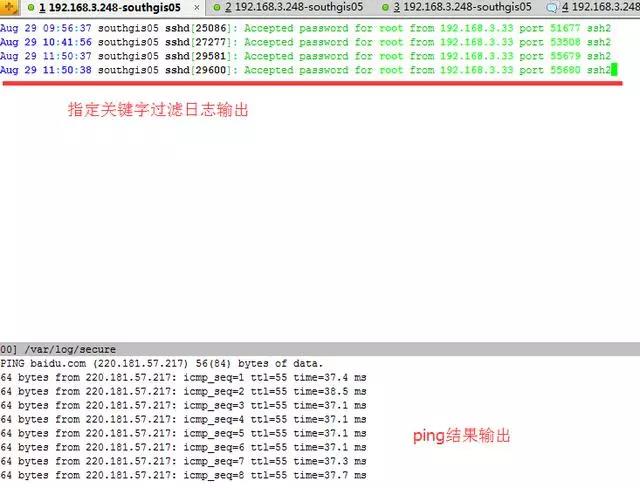 1 192.168.3.248-southgis05 × 2 192.168.3.248-southgis05 3 192.168.3.248-southgis05 4 192.168.3.248
Aug 29 09:56:37 southgis05 sshd[25086]: Accepted password for root from 192.168.3.33 port 51677 ssh2
Aug 29 10:41:56 southgis05 sshd[27277]: Accepted password for root from 192.168.3.33 port 53508 ssh2
Aug 29 11:50:37 southgis05 sshd[29581]: Accepted password for root from 192.168.3.33 port 55679 ssh2
Aug 29 11:50:38 southgis05 sshd[29600]: Accepted password for root from 192.168.3.33 port 55680 ssh2
指定关键字过滤日志输出
00] /var/log/secure
PING baidu.com (220.181.57.217) 56(84) bytes of data.
64 bytes from 220.181.57.217: icmp_seq=1 ttl=55 time=37.4 ms
64 bytes from 220.181.57.217: icmp_seq=2 ttl=55 time=38.5 ms
64 bytes from 220.181.57.217: icmp_seq=3 ttl=55 time=37.1 ms
64 bytes from 220.181.57.217: icmp_seq=4 ttl=55 time=37.1 ms
64 bytes from 220.181.57.217: icmp_seq=5 ttl=55 time=37.1 ms
64 bytes from 220.181.57.217: icmp_seq=6 ttl=55 time=37.1 ms
64 bytes from 220.181.57.217: icmp_seq=7 ttl=55 time=37.3 ms
64 bytes from 220.181.57.217: icmp_seq=8 ttl=55 time=37.7 ms
ping结果输出